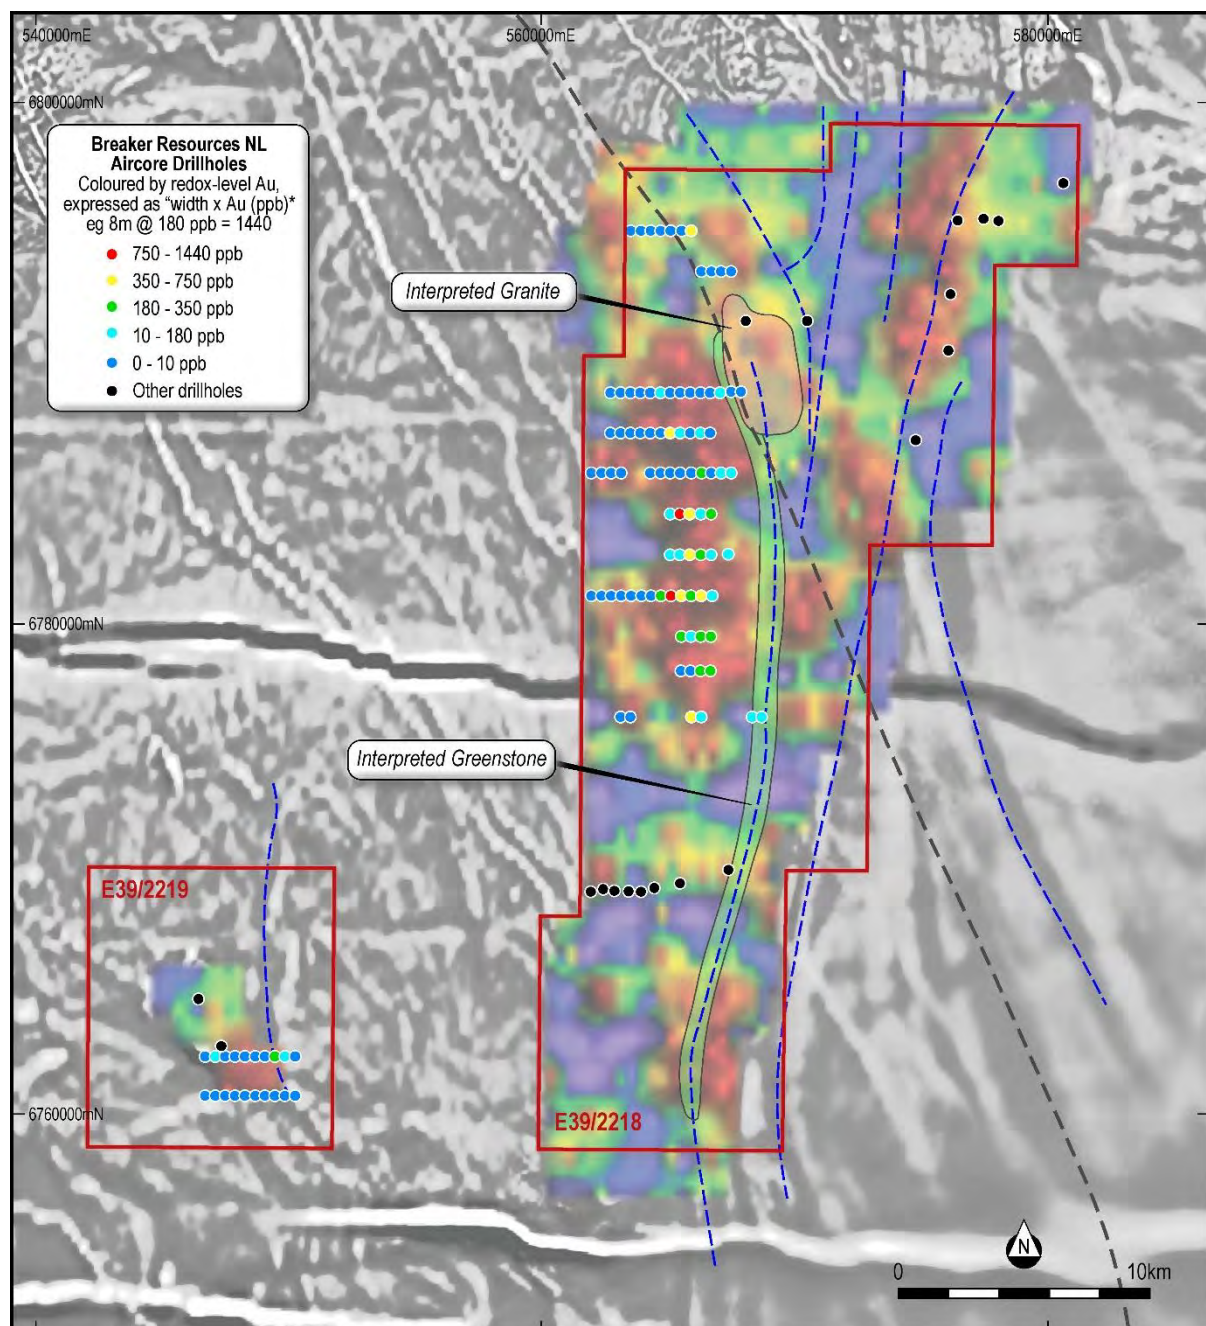 540000mE
560000mE
580000mE
6800000mN
Breaker Resources NL
Aircore Drillholes
Coloured by redox-level Au,
expressed as “width x Au (ppb)*
eg 8m @ 180 ppb = 1440
750 - 1440 ppb
350 - 750 ppb
180 - 350 ppb
10 - 180 ppb
0 - 10 ppb
Other drillholes
Interpreted Granite
6780000mN
Interpreted Greenstone
E39/2219
6760000mN
E39/2218
N
0
10km